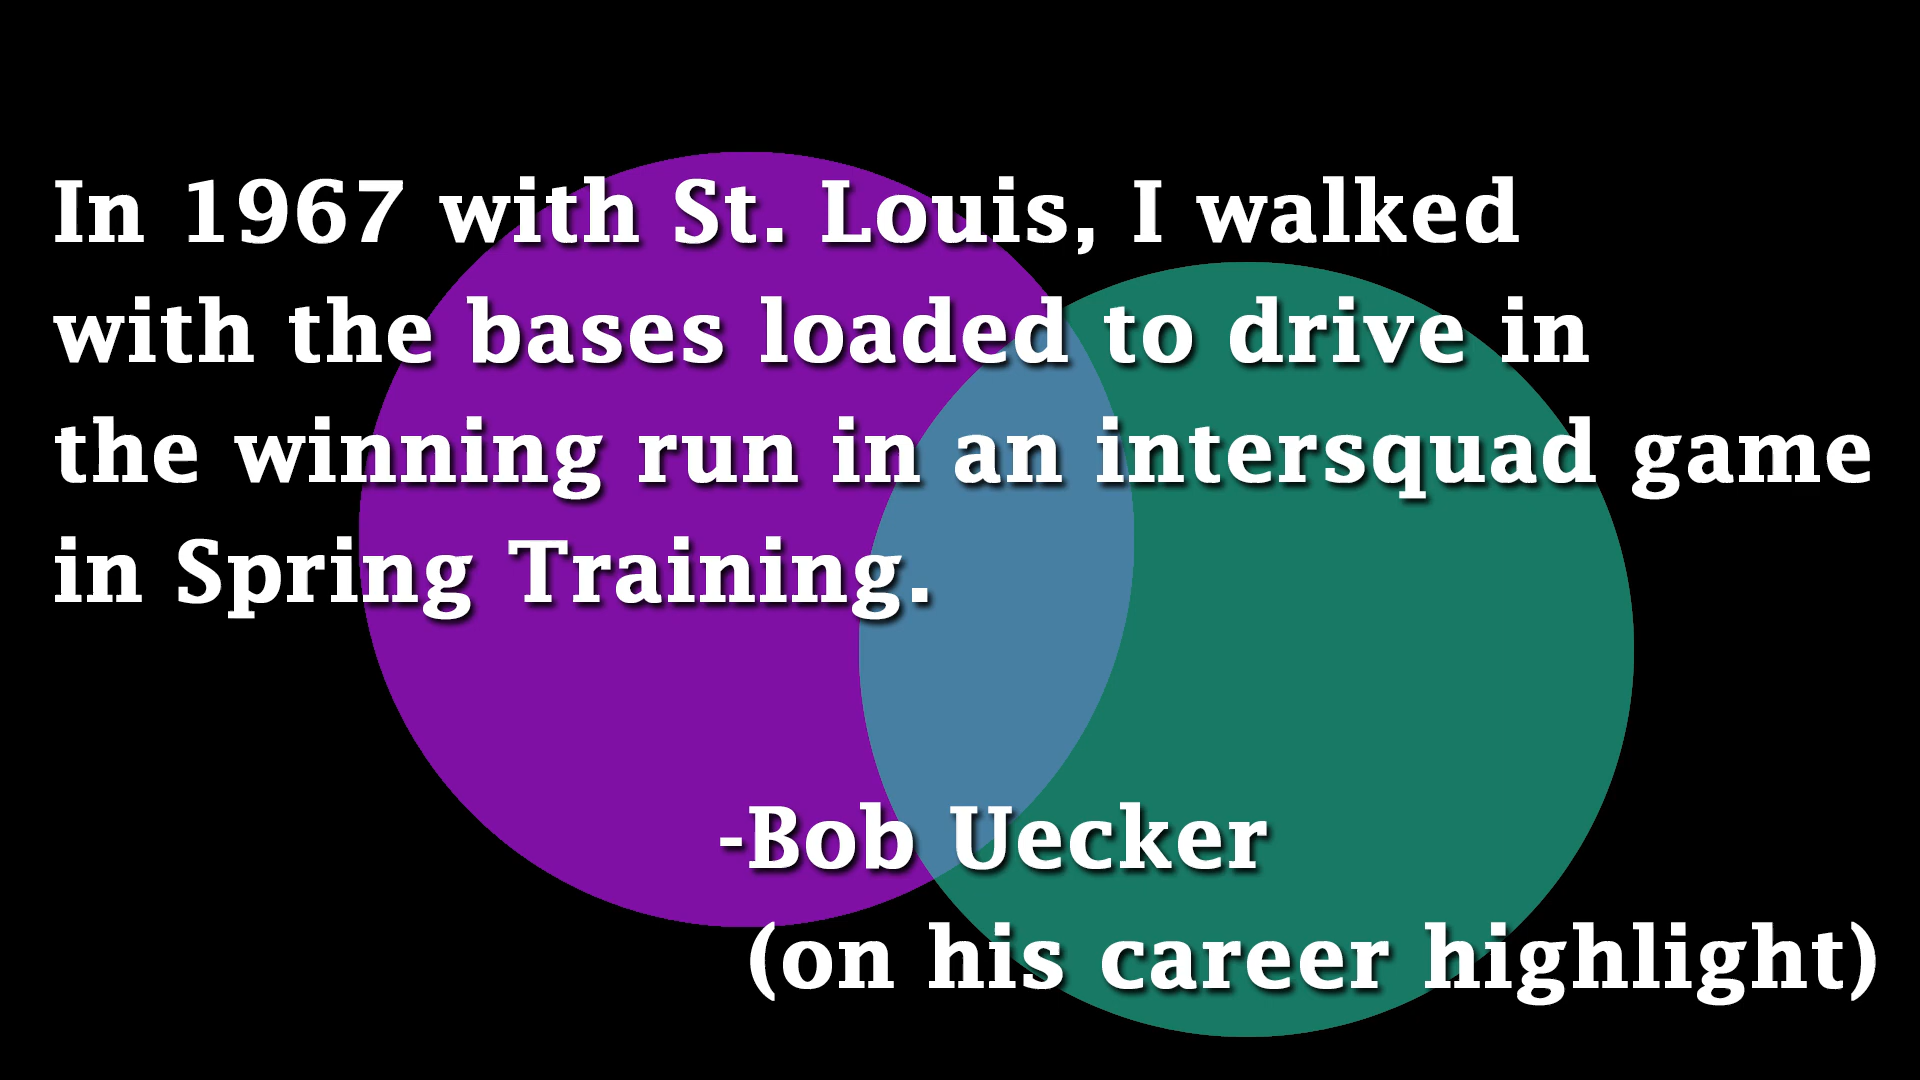 In 1967 with St. Louis, I walked
with the bases loaded to drive in
the winning run in an intersquad game
in Spring Training.
-Bob Uecker
(on his career highlight)